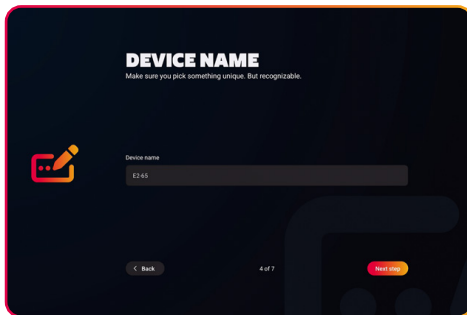 DEVICE NAME
Make sure you pick something unique. But recognizable.
Device name
E2-65
Back
4 of 7
Next step